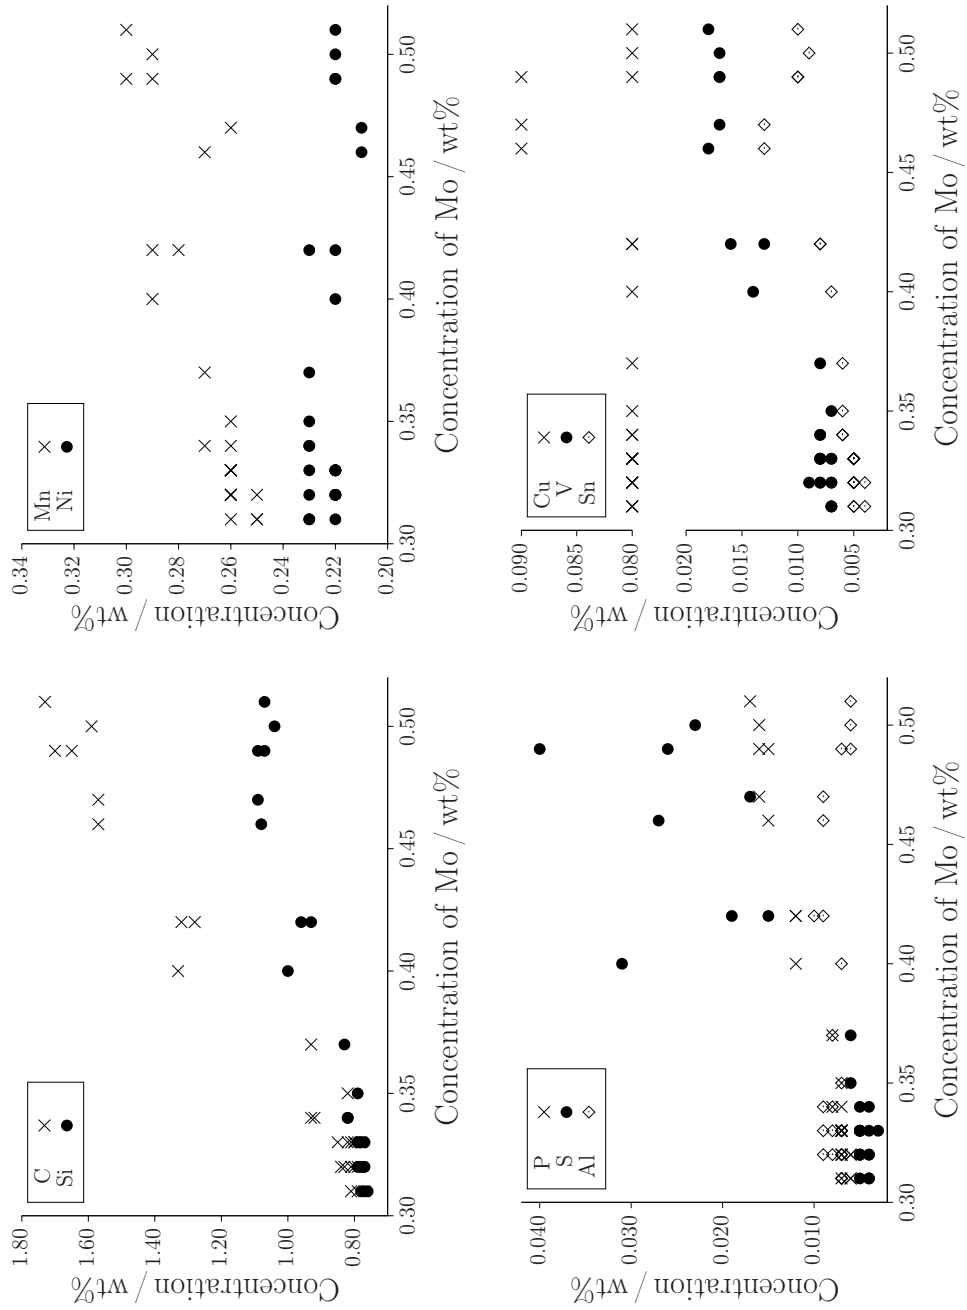 Concentration / wt%
1.80
1.60
1.40
1.20
1.00
0.80
C
Si
0.30
0.35
0.40
0.45
0.50
Concentration of Mo / wt%
Concentration / wt%
0.34
0.32
0.30
0.28
0.26
0.24
0.22
0.20
Mn
Ni
0.30
0.35
0.40
0.45
0.50
Concentration of Mo / wt%
Concentration / wt%
0.040
0.030
0.020
0.010
P
S
Al
0.30
0.35
0.40
0.45
0.50
Concentration of Mo / wt%
Concentration / wt%
0.090
0.085
0.080
0.020
0.015
0.010
0.005
Cu
V
Sn
0.30
0.35
0.40
0.45
0.50
Concentration of Mo / wt%